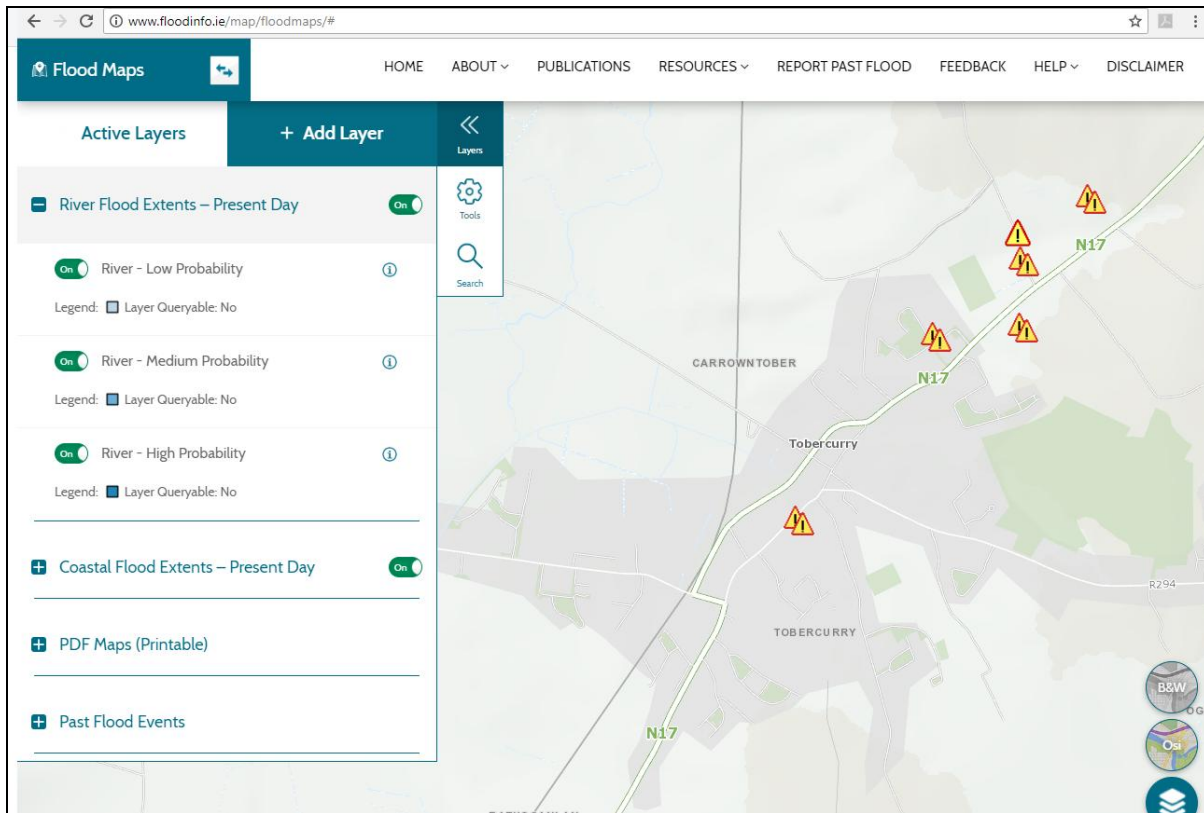 www.floodinfo.ie/map/floodmaps/#
Flood Maps
HOME
ABOUT
PUBLICATIONS
RESOURCES
REPORT PAST FLOOD
FEEDBACK
HELP
DISCLAIMER
Active Layers
+ Add Layer
Layers
Tools
Search
River Flood Extents – Present Day
On
On
River - Low Probability
Legend: Layer Queryable: No
On
River - Medium Probability
Legend: Layer Queryable: No
On
River - High Probability
Legend: Layer Queryable: No
Coastal Flood Extents – Present Day
On
PDF Maps (Printable)
Past Flood Events
N17
CARROWNTOBER
N17
Tobercurry
R294
TOBERCURRY
B&W
OG
Osi
N17